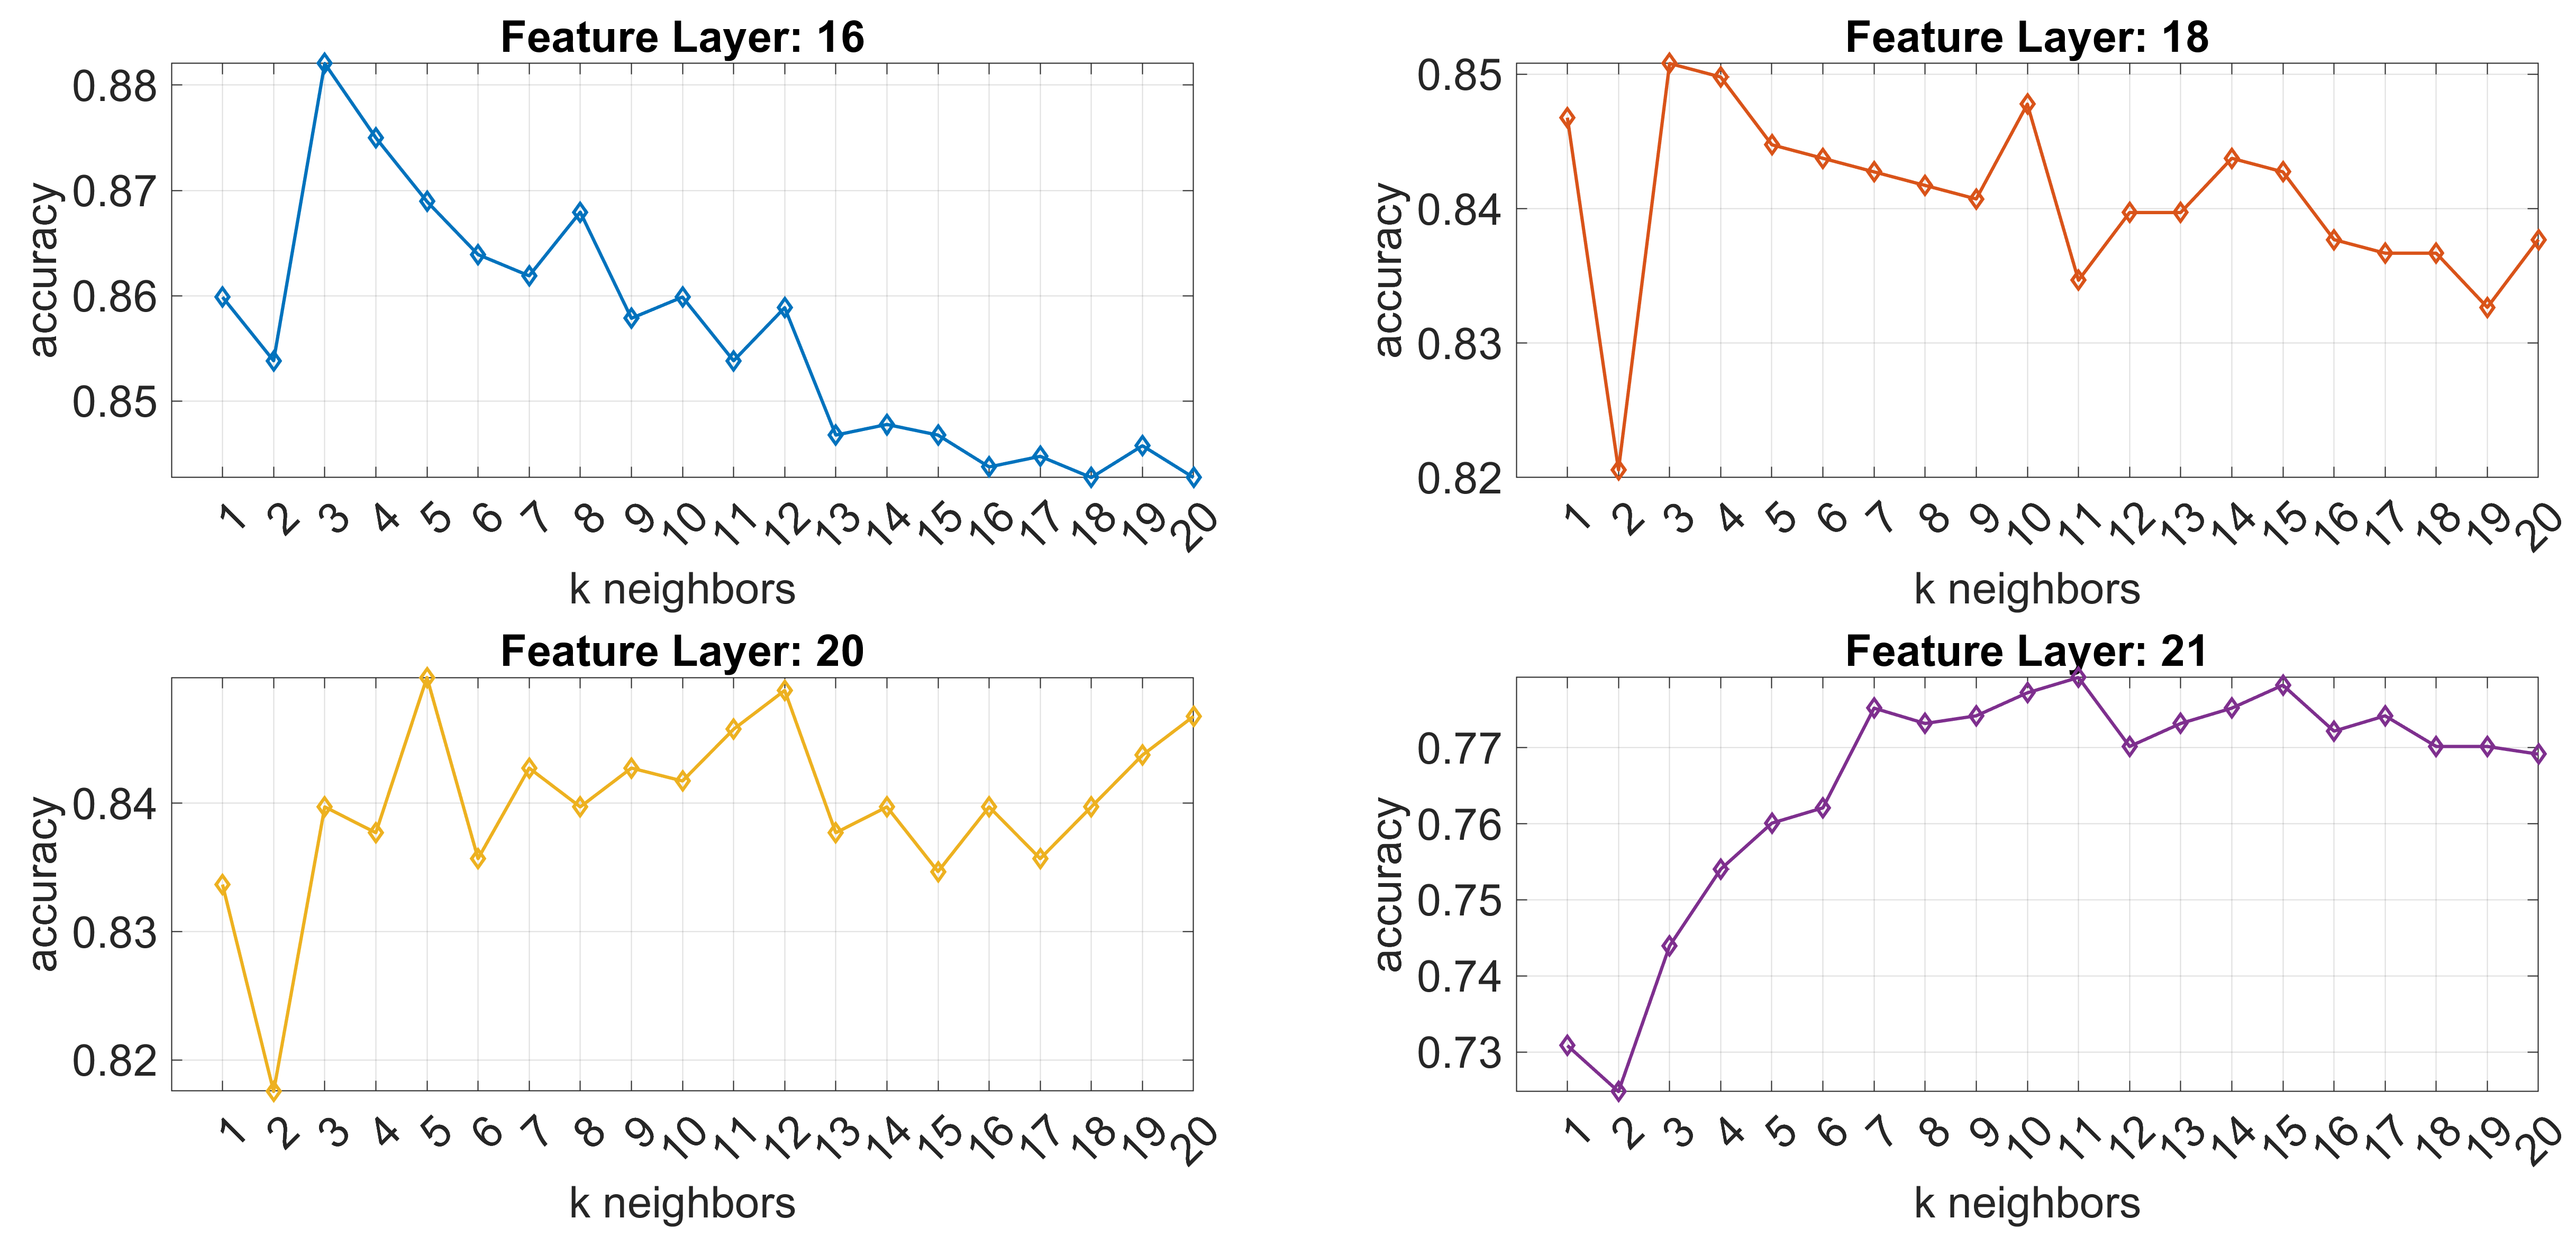 Feature Layer: 16
0.88
0.87
0.86
0.85
accuracy
1 2 3 4 5 6 7 8 9 10 11 12 13 14 15 16 17 18 19 20
k neighbors
Feature Layer: 18
0.85
0.84
0.83
0.82
accuracy
1 2 3 4 5 6 7 8 9 10 11 12 13 14 15 16 17 18 19 20
k neighbors
Feature Layer: 20
0.84
0.83
0.82
accuracy
1 2 3 4 5 6 7 8 9 10 11 12 13 14 15 16 17 18 19 20
k neighbors
Feature Layer: 21
0.77
0.76
0.75
0.74
0.73
accuracy
1 2 3 4 5 6 7 8 9 10 11 12 13 14 15 16 17 18 19 20
k neighbors